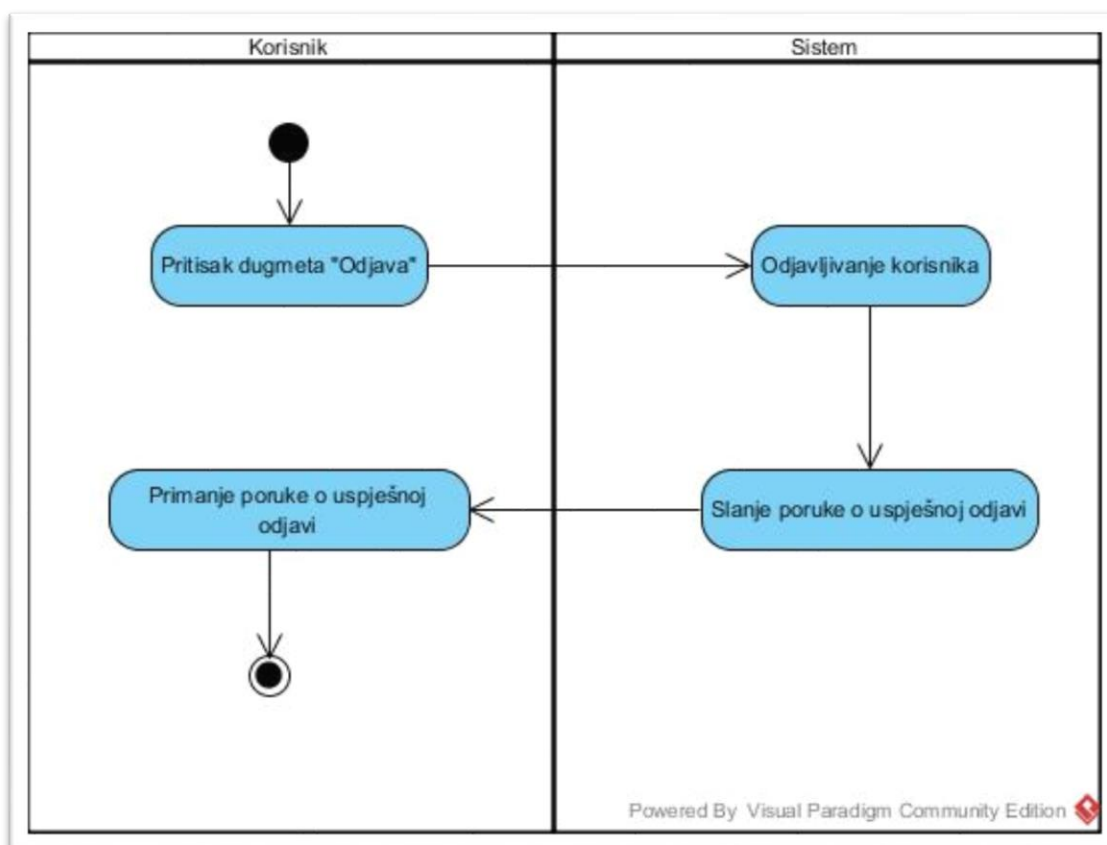 Korisnik
Sistem
Pritisak dugmeta "Odjava"
Odjavljivanje korisnika
Primanje poruke o uspješnoj
odjavi
Slanje poruke o uspješnoj odjavi
Powered By Visual Paradigm Community Edition